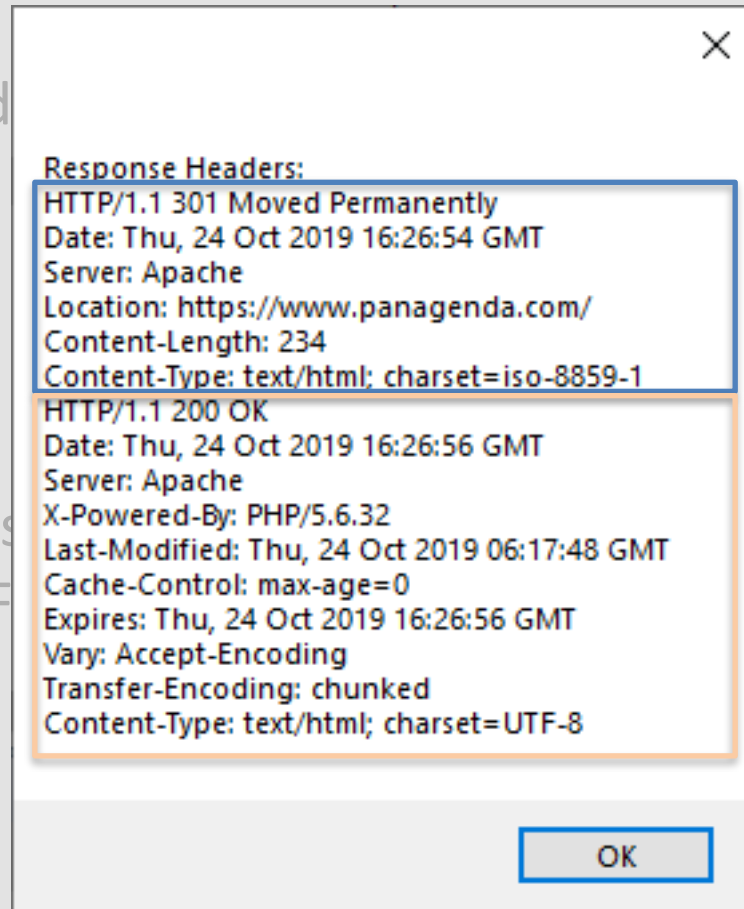 Response Headers:
HTTP/1.1 301 Moved Permanently
Date: Thu, 24 Oct 2019 16:26:54 GMT
Server: Apache
Location: https://www.panagenda.com/
Content-Length: 234
Content-Type: text/html; charset=iso-8859-1
HTTP/1.1 200 OK
Date: Thu, 24 Oct 2019 16:26:56 GMT
Server: Apache
X-Powered-By: PHP/5.6.32
Last-Modified: Thu, 24 Oct 2019 06:17:48 GMT
Cache-Control: max-age=0
Expires: Thu, 24 Oct 2019 16:26:56 GMT
Vary: Accept-Encoding
Transfer-Encoding: chunked
Content-Type: text/html; charset=UTF-8
OK